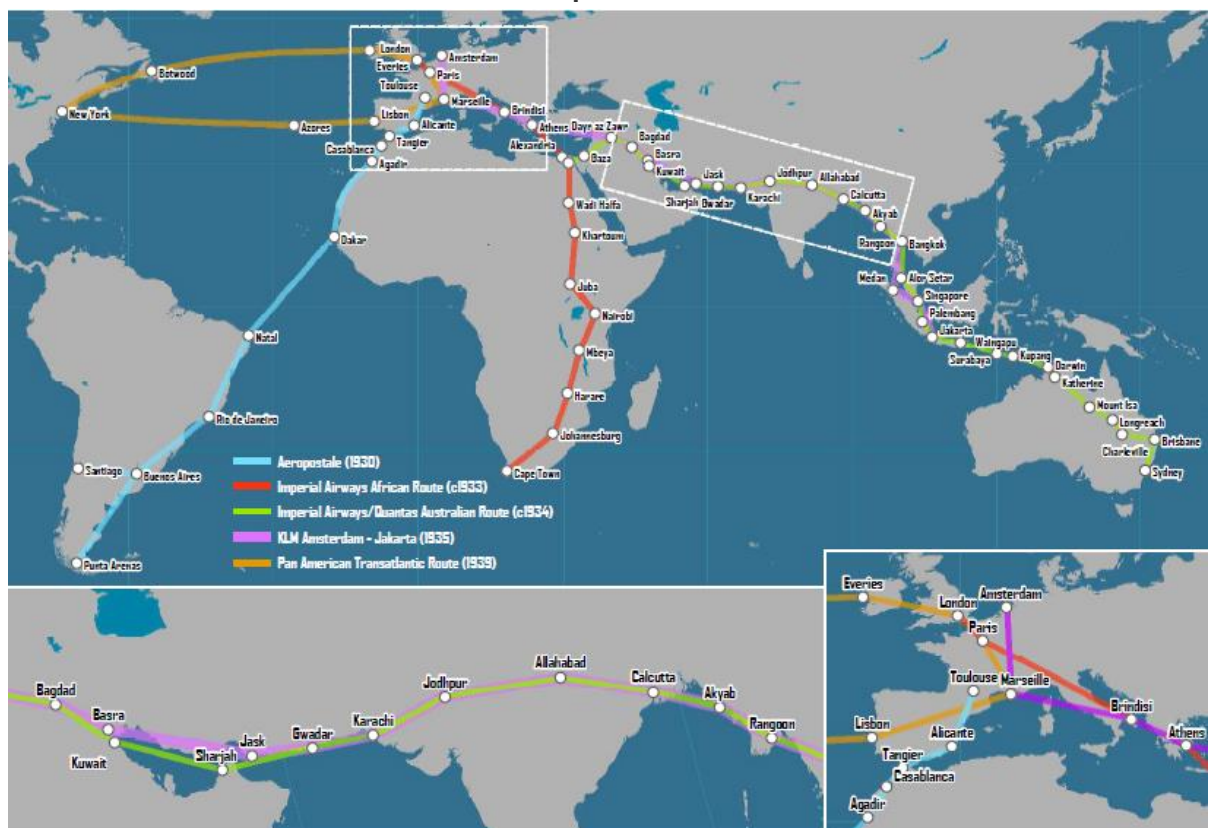 London
Everies
Amsterdam
Paris
Botwood
Toulouse
Marseille
New York
Azores
Lisbon
Alicante
Brindisi
Tangier
Casablanca
Agadir
Athens
Dayr az Zawr
Alexandria
Gaza
Bagdad
Basra
Kuwait
Jask
Jodhpur
Allahabad
Sharjah
Gwadar
Karachi
Calcutta
Akyab
Rangoon
Bangkok
Wadi Halfa
Khartoum
Dakar
Juba
Nairobi
Medan
Alor Setar
Singapore
Palembang
Jakarta
Waingapu
Surabaya
Kupang
Darwin
Katherine
Natal
Mbeya
Harare
Mount Isa
Longreach
Rio de Janeiro
Johannesburg
Charleville
Brisbane
Santiago
Buenos Aires
Cape Town
Sydney
Punta Arenas
Aeropostale (1930)
Imperial Airways African Route (c1933)
Imperial Airways/Quantas Australian Route (c1934)
KLM Amsterdam - Jakarta (1935)
Pan American Transatlantic Route (1939)
Bagdad
Basra
Kuwait
Sharjah
Jask
Gwadar
Karachi
Jodhpur
Allahabad
Calcutta
Akyab
Rangoon
Everies
London
Amsterdam
Paris
Toulouse
Marseille
Lisbon
Alicante
Brindisi
Athens
Tangier
Casablanca
Agadir